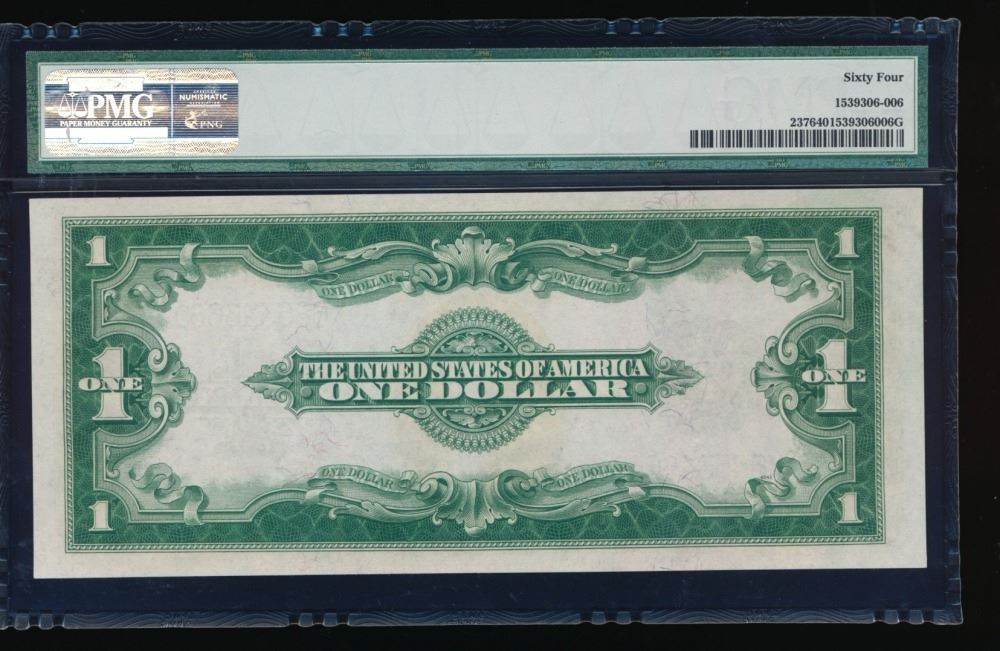 Sixty Four
PMG
PAPER MONEY GUARANTY
NUMISMATIC
PNG
1539306-006
2376401539306006G
1
1
ONE DOLLAR
ONE DOLLAR
THE UNITED STATES OF AMERICA
ONE DOLLAR
1
ONE
1
ONE
ONE DOLLAR
ONE DOLLAR
1
1